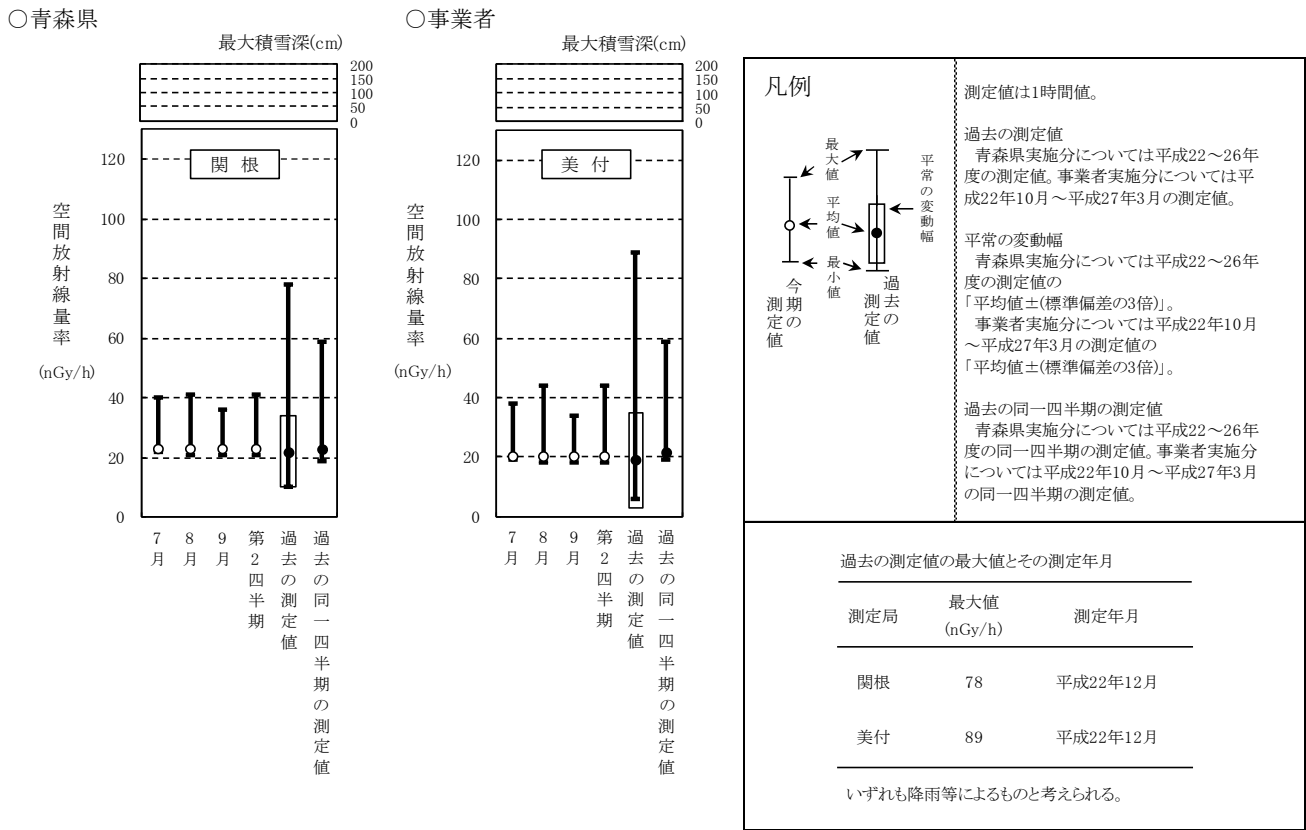 ○青森県
最大積雪深(cm)
200
150
100
50
0
関 根
120
100
80
60
40
20
0
空間放射線量率
(nGy/h)
7月
8月
9月
第2四半期
過去の測定値
過去の同一四半期の測定値
○事業者
最大積雪深(cm)
200
150
100
50
0
美 付
120
100
80
60
40
20
0
空間放射線量率
(nGy/h)
7月
8月
9月
第2四半期
過去の測定値
過去の同一四半期の測定値
凡例
最大値
平均値
最小値
平常の変動幅
今期の
測定値
過去の
測定値
測定値は1時間値。
過去の測定値
青森県実施分については平成22～26年
度の測定値。事業者実施分については平
成22年10月～平成27年3月の測定値。
平常の変動幅
青森県実施分については平成22～26年
度の測定値の
「平均値±(標準偏差の3倍)」。
事業者実施分については平成22年10月
～平成27年3月の測定値の
「平均値±(標準偏差の3倍)」。
過去の同一四半期の測定値
青森県実施分については平成22～26年
度の同一四半期の測定値。事業者実施分
については平成22年10月～平成27年3月
の同一四半期の測定値。
過去の測定値の最大値とその測定年月
測定局 最大値 (nGy/h) 測定年月
関根 78 平成22年12月
美付 89 平成22年12月
いずれも降雨等によるものと考えられる。